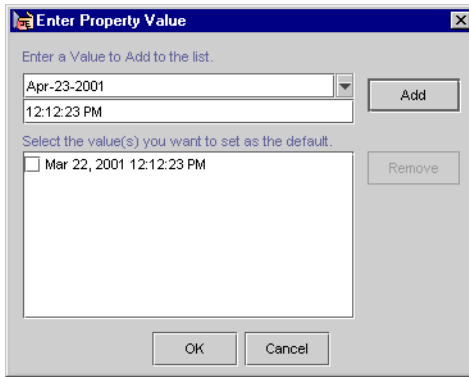 Enter Property Value
Enter a Value to Add to the list.
Apr-23-2001
Add
12:12:23 PM
Select the value(s) you want to set as the default.
Mar 22, 2001 12:12:23 PM
Remove
OK
Cancel